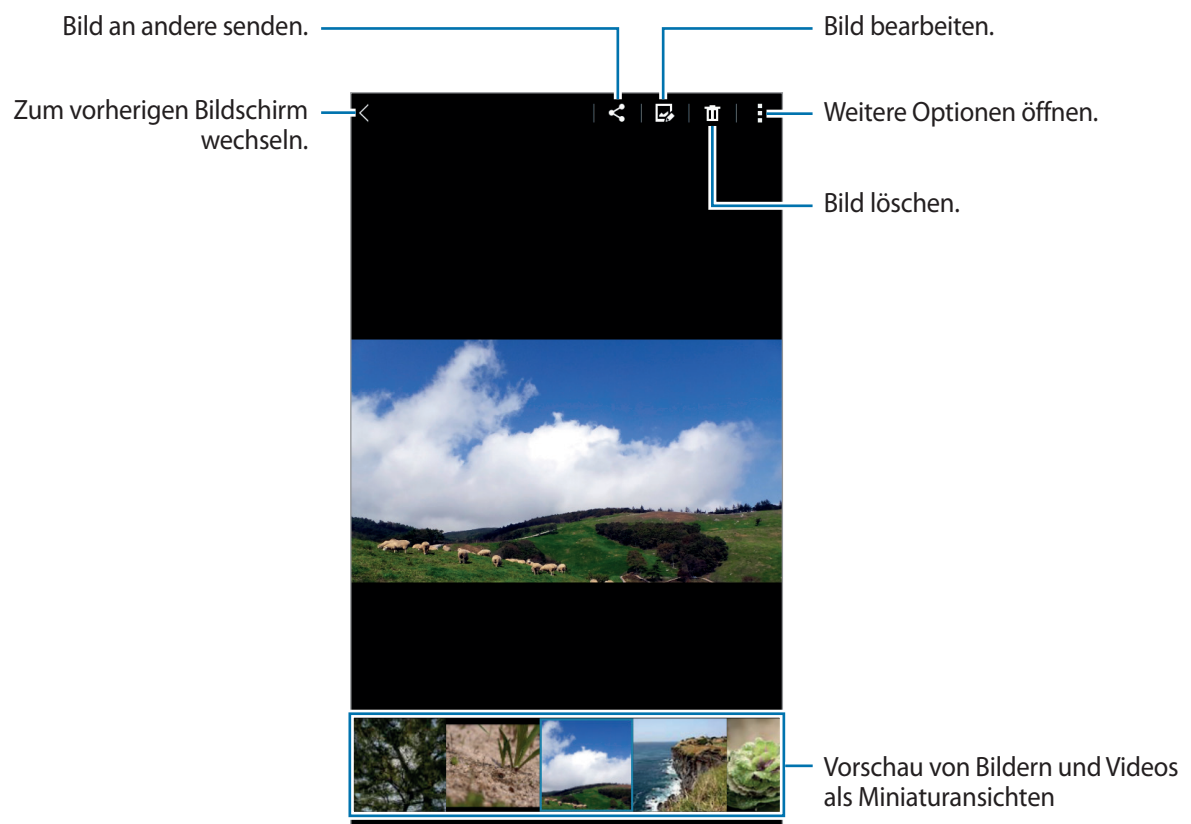 Bild an andere senden.
Bild bearbeiten.
Zum vorherigen Bildschirm
wechseln.
Weitere Optionen öffnen.
Bild löschen.
Vorschau von Bildern und Videos
als Miniaturansichten